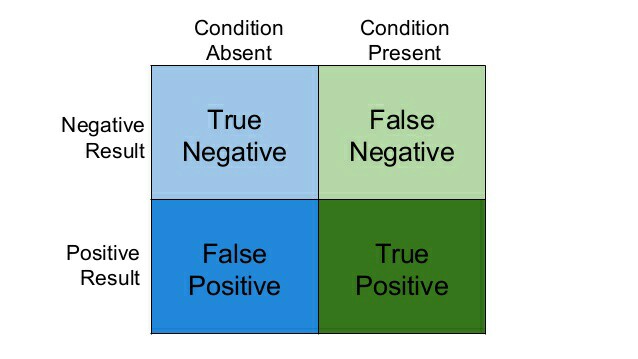 Condition
Absent
Condition
Present
Negative
Result
True
Negative
False
Negative
Positive
Result
False
Positive
True
Positive